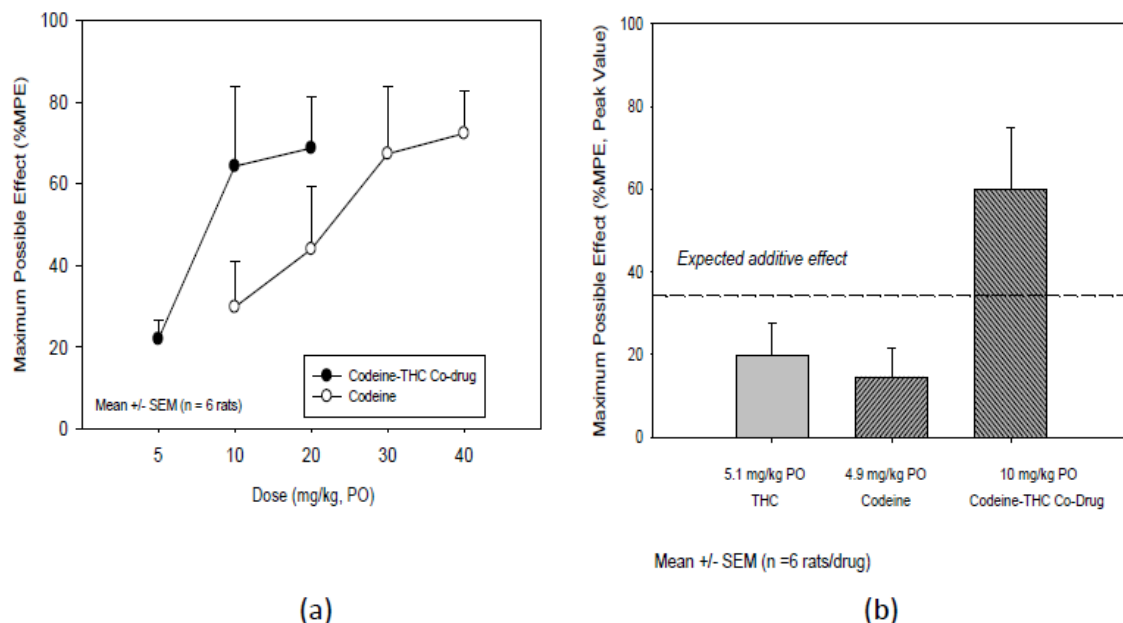 Maximum Possible Effect (%MPE)
100
80
60
40
20
0
Codeine-THC Co-drug
Codeine
Mean +/- SEM (n = 6 rats)
5 10 20 30 40
Dose (mg/kg, PO)
(a)
Maximum Possible Effect (%MPE, Peak Value)
100
80
60
40
20
0
Expected additive effect
5.1 mg/kg PO 4.9 mg/kg PO 10 mg/kg PO
THC Codeine Codeine-THC Co-Drug
Mean +/- SEM (n =6 rats/drug)
(b)